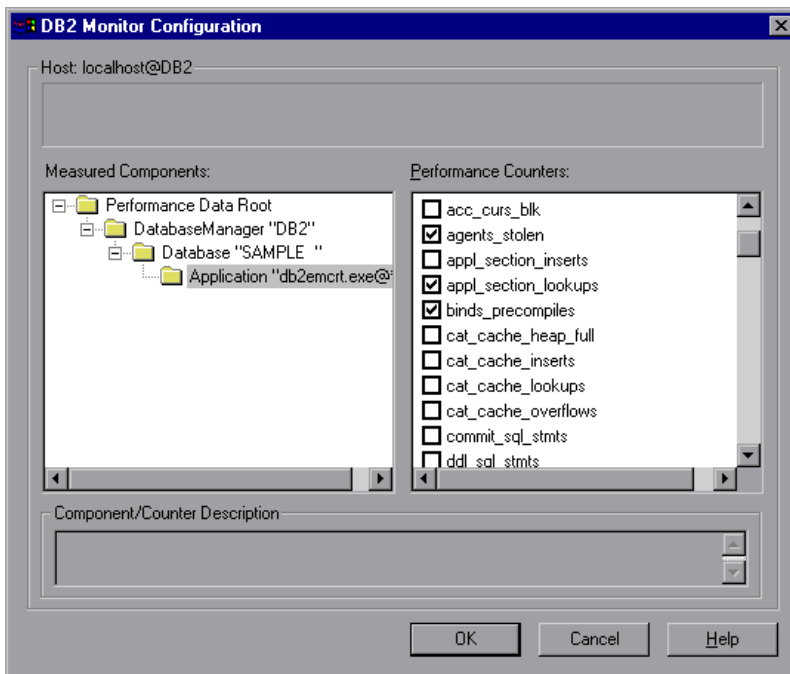 DB2 Monitor Configuration
Host: localhost@DB2
Measured Components:
Performance Data Root
DatabaseManager "DB2"
Database "SAMPLE "
Application "db2emcrt.exe@*
Performance Counters:
acc_curs_blk
agents_stolen
appl_section_inserts
appl_section_lookups
binds_precompiles
cat_cache_heap_full
cat_cache_inserts
cat_cache_lookups
cat_cache_overflows
commit_sql_stmts
ddl_sql_stmts
Component/Counter Description
OK Cancel Help